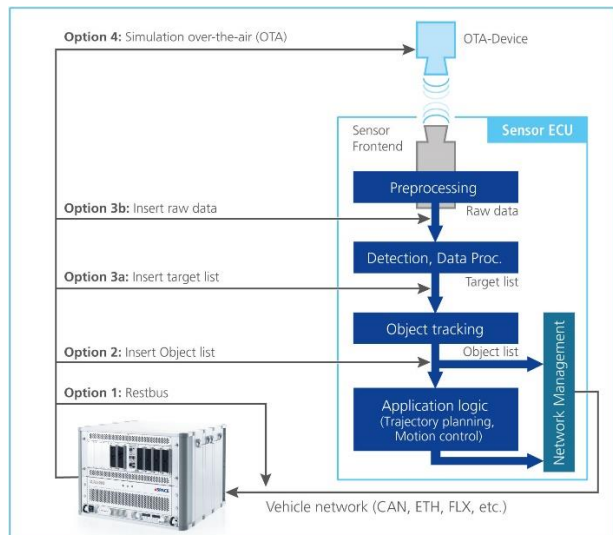 Option 4: Simulation over-the-air (OTA)
OTA-Device
Sensor
Frontend
Sensor ECU
Preprocessing
Option 3b: Insert raw data
Raw data
Detection, Data Proc.
Option 3a: Insert target list
Target list
Object tracking
Option 2: Insert Object list
Object list
Option 1: Restbus
Application logic
(Trajectory planning,
Motion control)
Network Management
Vehicle network (CAN, ETH, FLX, etc.)